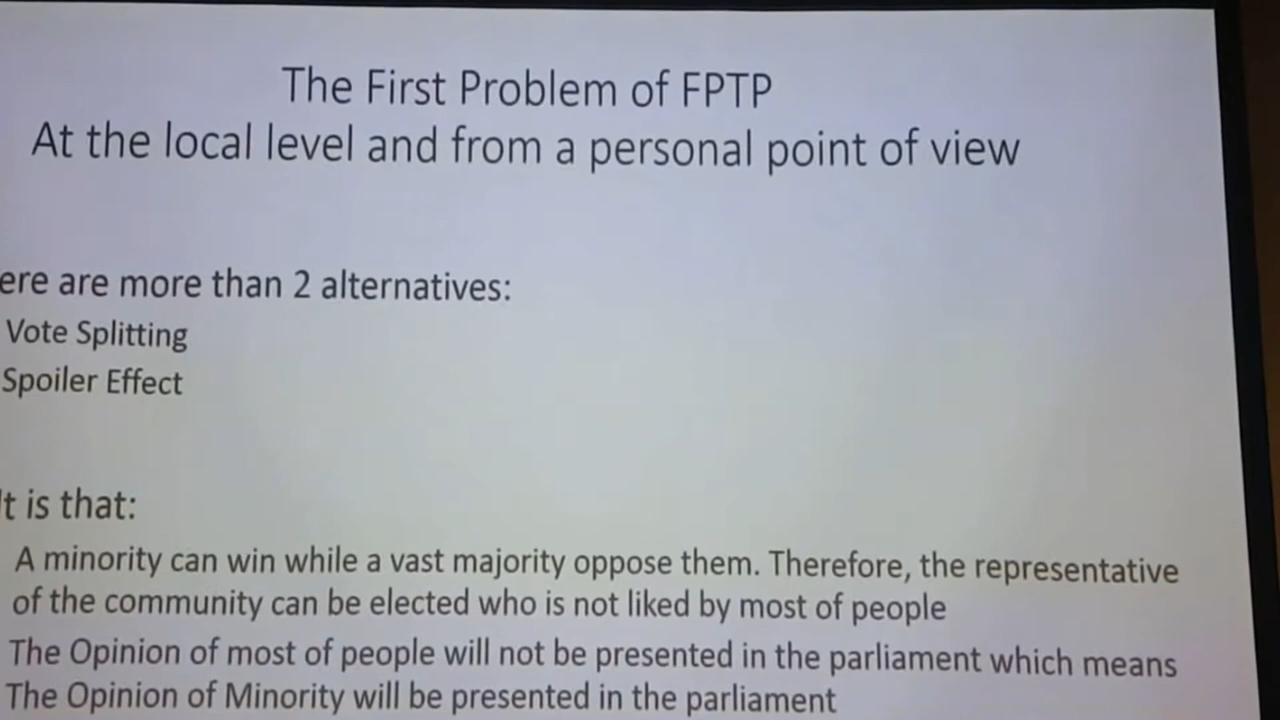 The First Problem of FPTP
At the local level and from a personal point of view
ere are more than 2 alternatives:
Vote Splitting
Spoiler Effect
t is that:
A minority can win while a vast majority oppose them. Therefore, the representative
of the community can be elected who is not liked by most of people
The Opinion of most of people will not be presented in the parliament which means
The Opinion of Minority will be presented in the parliament